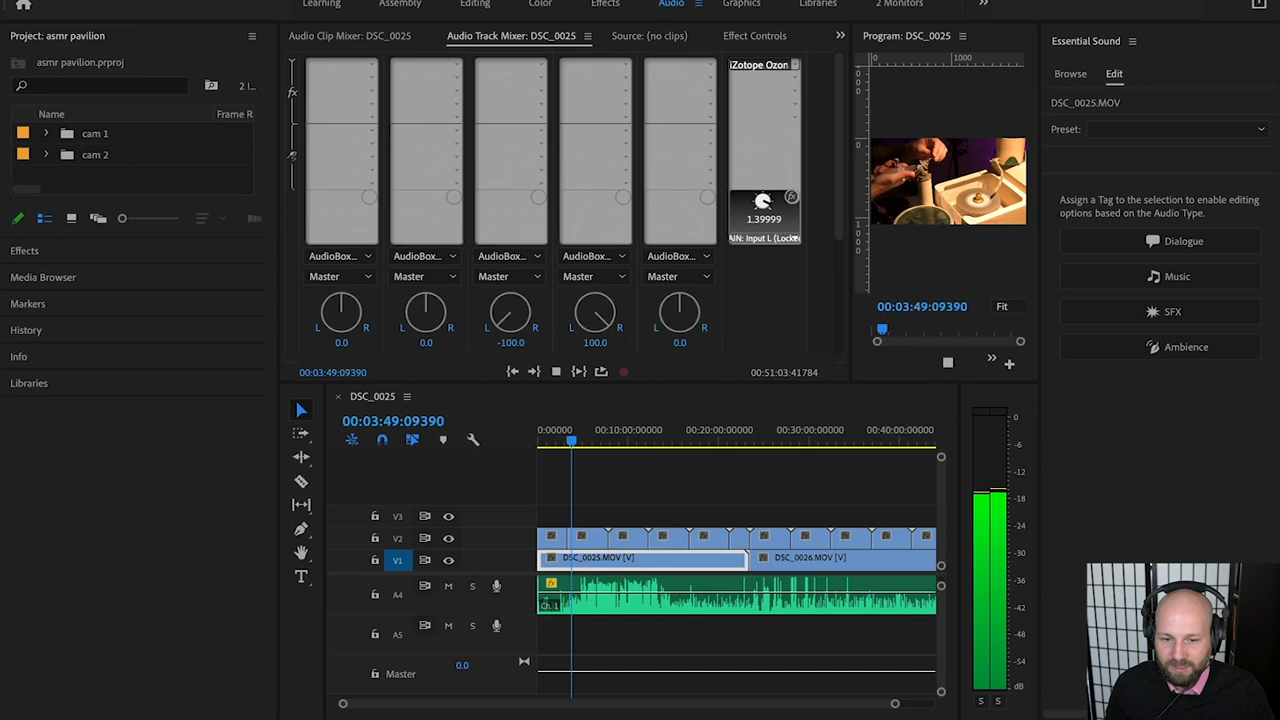 Learning Assembly Editing Color Effects Audio Graphics Libraries 2 Monitors
Project: asmr pavilion
asmr pavilion.prproj
2 I...
Name Frame R
cam 1
cam 2
Effects
Media Browser
Markers
History
Info
Libraries
Audio Clip Mixer: DSC_0025 Audio Track Mixer: DSC_0025 Source: (no clips) Effect Controls
fx
iZotope Ozon
fx
1.39999
AIN: Input L (Locke
AudioBox... AudioBox... AudioBox... AudioBox... AudioBox...
Master Master Master Master Master
L R L R L R L R L R
0.0 0.0 -100.0 100.0 0.0
00:03:49:09390 00:51:03:41784
Program: DSC_0025
0 1000
00:03:49:09390 Fit
Essential Sound
Browse Edit
DSC_0025.MOV
Preset:
Assign a Tag to the selection to enable editing
options based on the Audio Type.
Dialogue
Music
SFX
Ambience
DSC_0025
00:03:49:09390
0:00000 00:10:00:00000 00:20:00:00000 00:30:00:00000 00:40:00:00000
V3
V2
V1 DSC_0025.MOV [V] DSC_0026.MOV [V]
A4 M S
fx
Ch. 1
A5 M S
Master 0.0
0
-6
-12
-18
-24
-30
-36
-42
-48
-54
dB
S S